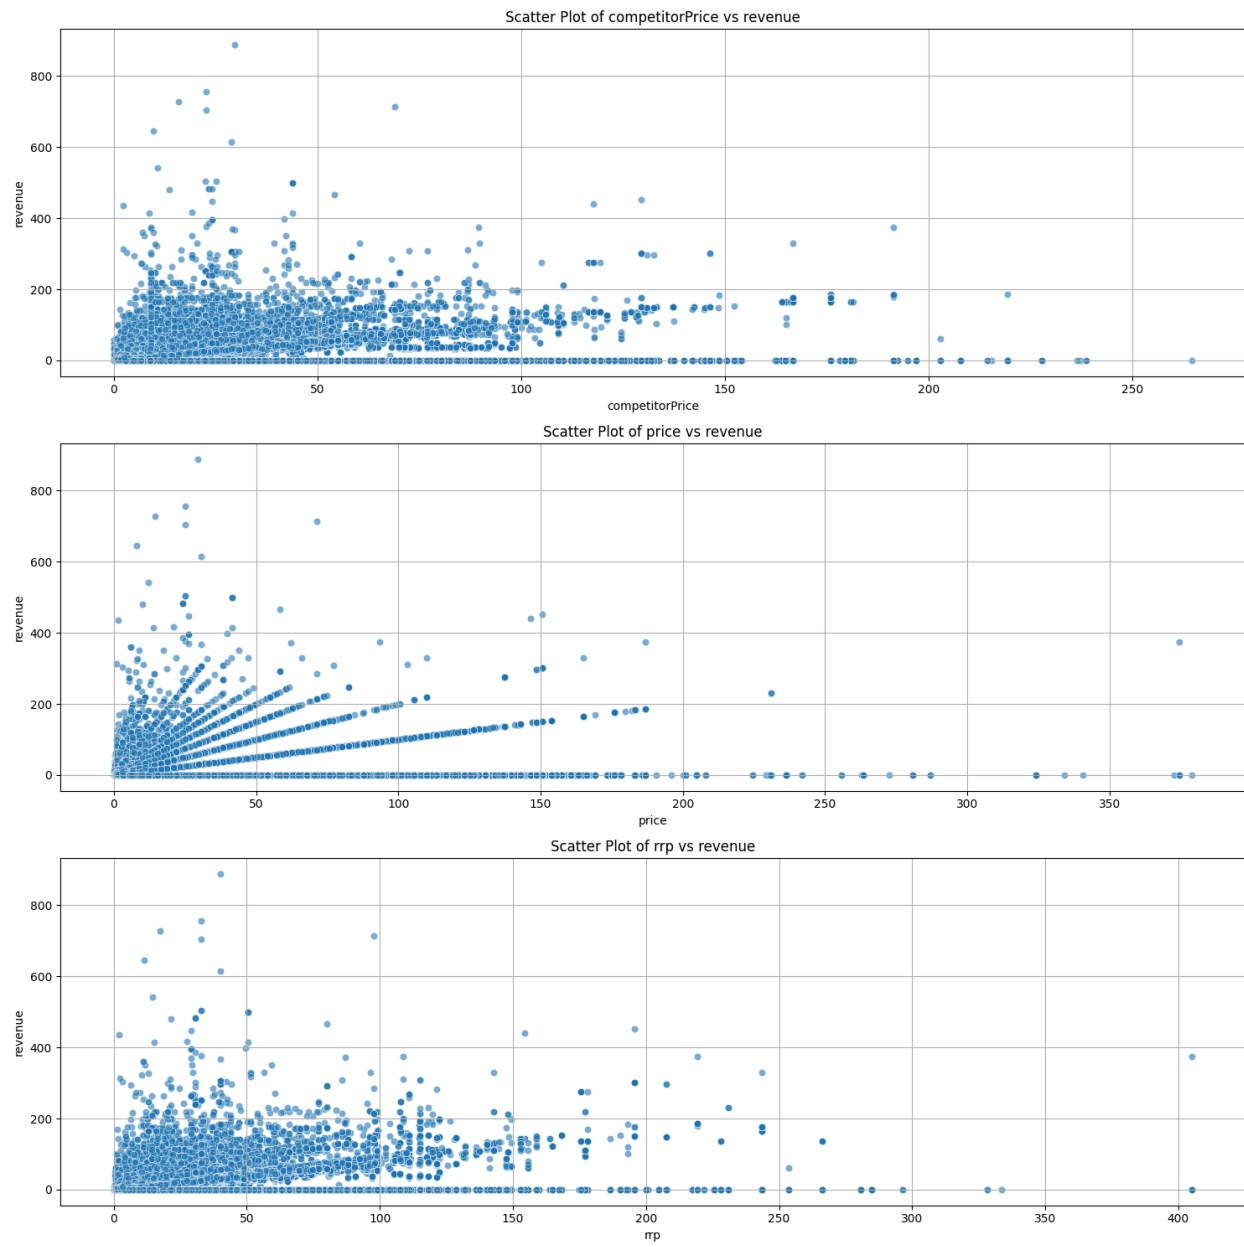 Scatter Plot of competitorPrice vs revenue
800
600
400
200
0
revenue
0 50 100 150 200 250
competitorPrice
Scatter Plot of price vs revenue
800
600
400
200
0
revenue
0 50 100 150 200 250 300 350
price
Scatter Plot of rrp vs revenue
800
600
400
200
0
revenue
0 50 100 150 200 250 300 350 400
rrp